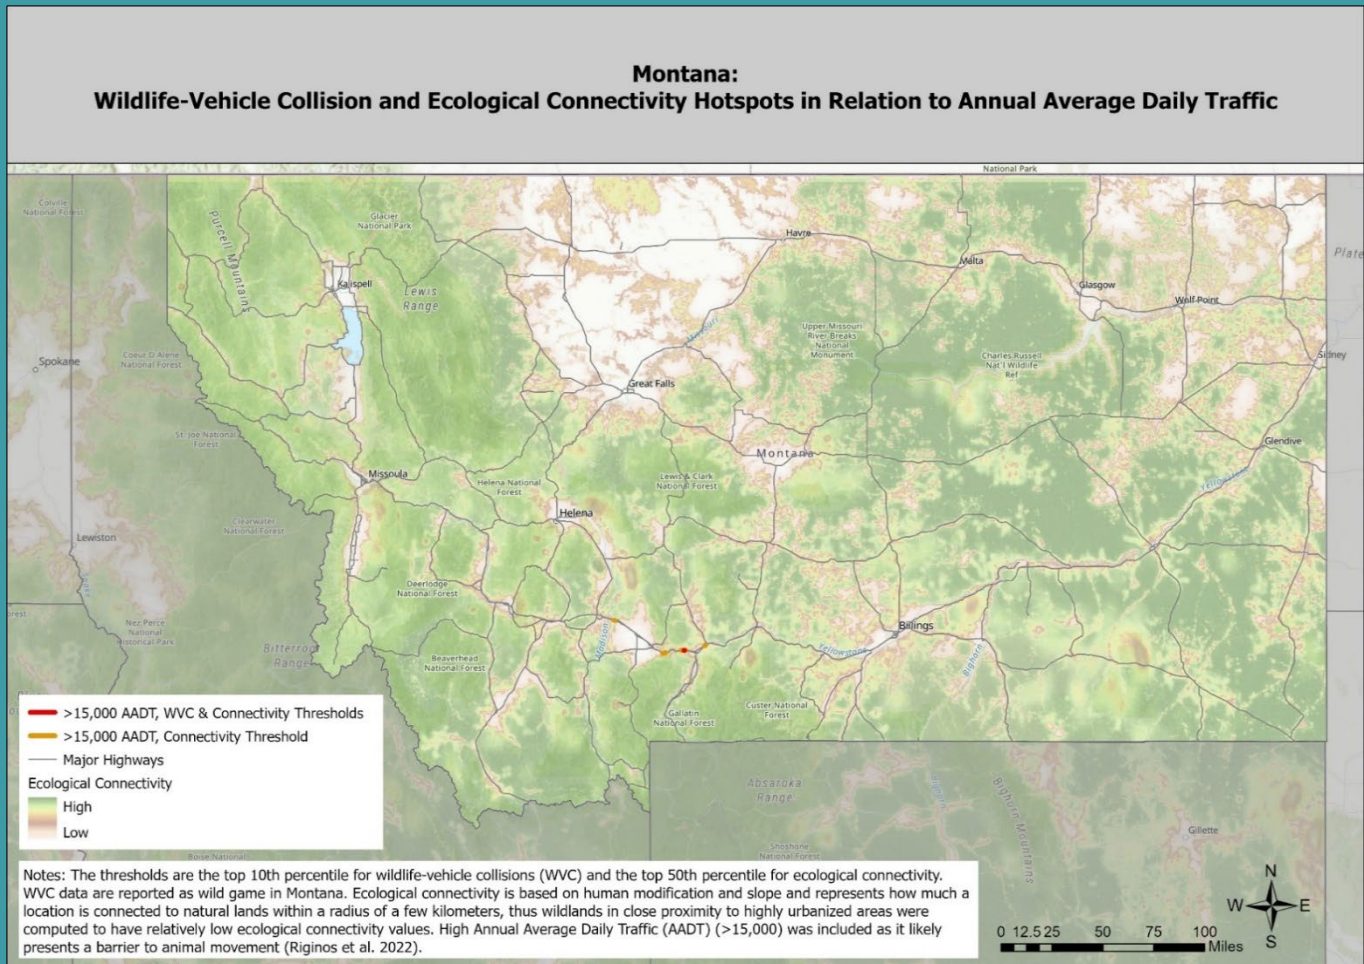 Montana:
Wildlife-Vehicle Collision and Ecological Connectivity Hotspots in Relation to Annual Average Daily Traffic
National Park
Colville
National Forest
Purcell Mountains
Glacier
National Park
Havre
Malta
Plate
Kalispell
Lewis
Range
Glasgow
Wolf Point
Missouri
Upper Missouri
River Breaks
National
Monument
Spokane
Coeur D Alene
National Forest
Charles Russell
Nat'l Wildlife
Ref
Sidney
Great Falls
St. Joe National
Forest
Montana
Glendive
Missoula
Helena National
Forest
Lewis & Clark
National Forest
Yellowstone
Helena
Clearwater
National Forest
Lewiston
Deerlodge
National Forest
orest
Nez Perce
National
Historical Park
Madison
Billings
Bitterroot
Range
Beaverhead
National Forest
Yellowstone
Bighorn
Gallatin
National Forest
Custer National
Forest
>15,000 AADT, WVC & Connectivity Thresholds
>15,000 AADT, Connectivity Threshold
Major Highways
Ecological Connectivity
High
Low
Absaroka
Range
Bighorn
Bighorn Mountains
Gillette
Shoshone
National Forest
Boise National
Notes: The thresholds are the top 10th percentile for wildlife-vehicle collisions (WVC) and the top 50th percentile for ecological connectivity.
WVC data are reported as wild game in Montana. Ecological connectivity is based on human modification and slope and represents how much a
location is connected to natural lands within a radius of a few kilometers, thus wildlands in close proximity to highly urbanized areas were
computed to have relatively low ecological connectivity values. High Annual Average Daily Traffic (AADT) (>15,000) was included as it likely
presents a barrier to animal movement (Riginos et al. 2022).
N
W
E
S
0 12.5 25 50 75 100
Miles